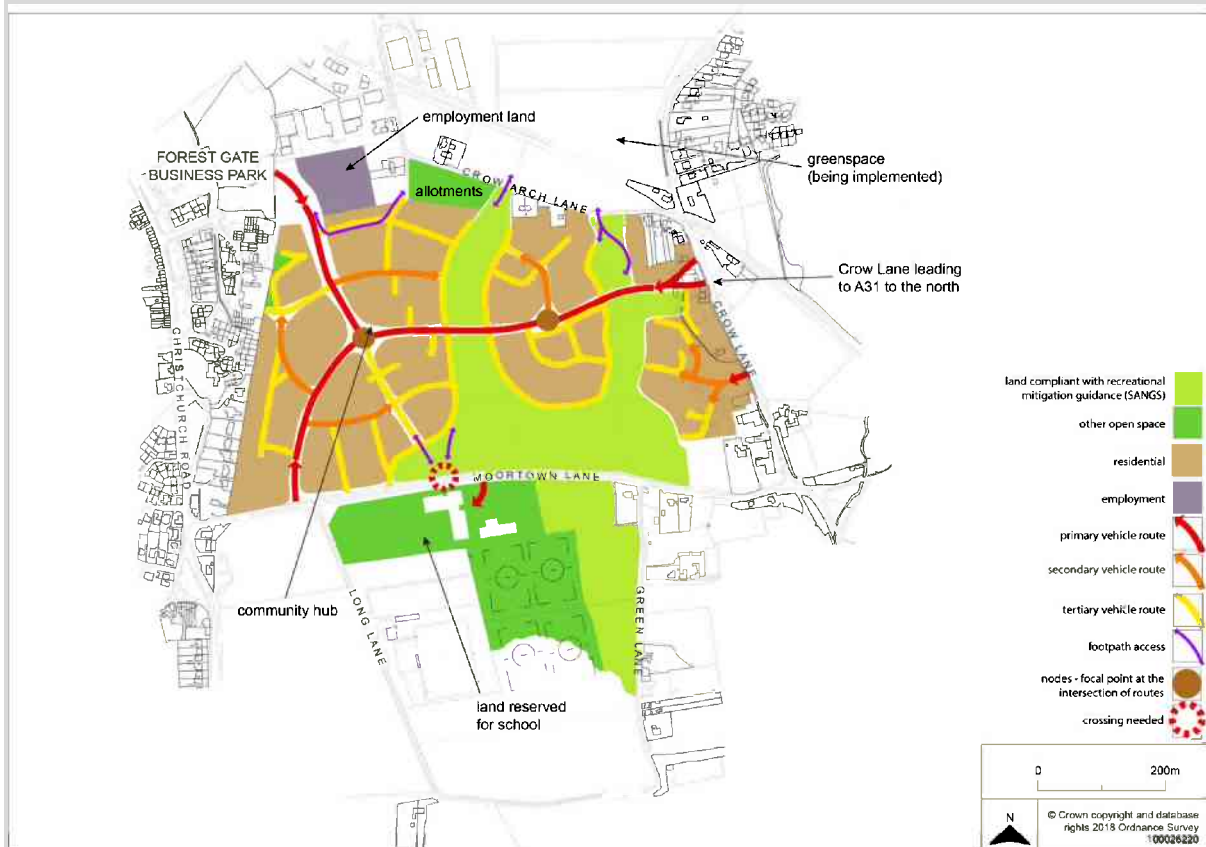 employment land
FOREST GATE
BUSINESS PARK
allotments
CROW ARCH LANE
greenspace
(being implemented)
Crow Lane leading
to A31 to the north
CROW LANE
CHRISTCHURCH ROAD
MOORTOWN LANE
community hub
LONG LANE
GREEN LANE
land reserved
for school
land compliant with recreational
mitigation guidance (SANGS)
other open space
residential
employment
primary vehicle route
secondary vehicle route
tertiary vehicle route
footpath access
nodes - focal point at the
intersection of routes
crossing needed
0 200m
N
© Crown copyright and database
rights 2018 Ordnance Survey
100026220